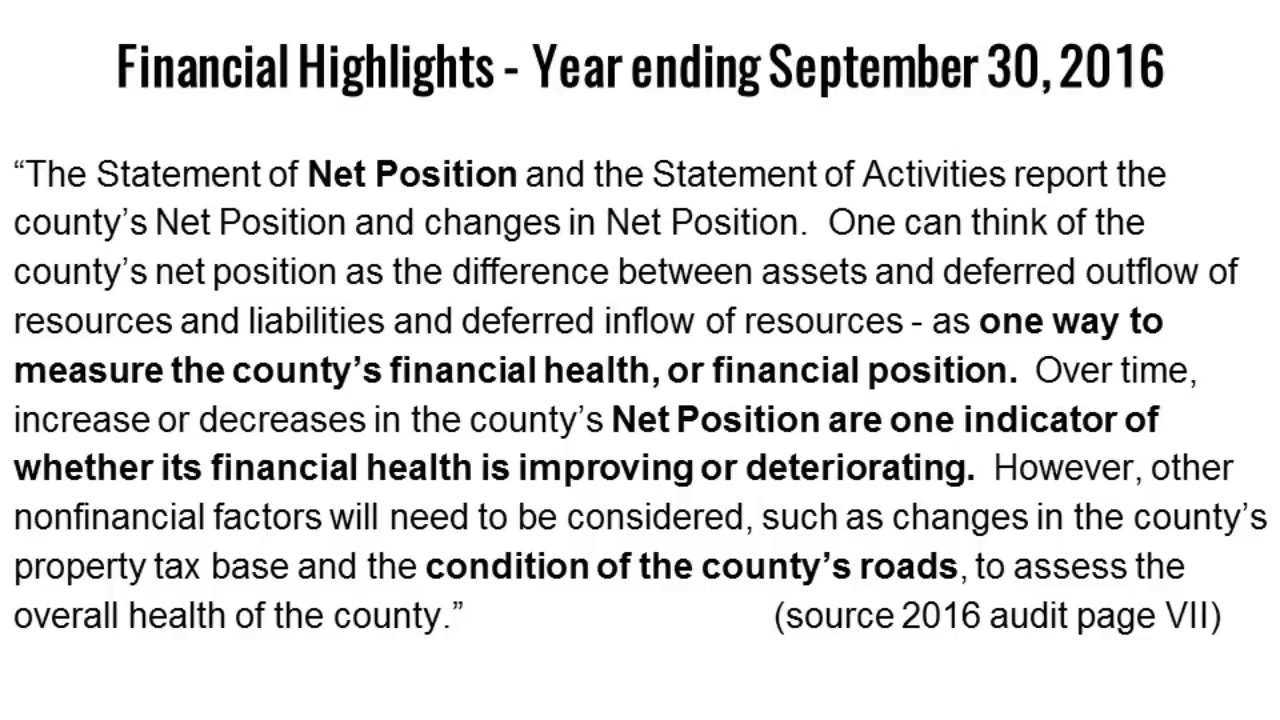 Financial Highlights - Year ending September 30, 2016
“The Statement of Net Position and the Statement of Activities report the
county’s Net Position and changes in Net Position.  One can think of the
county’s net position as the difference between assets and deferred outflow of
resources and liabilities and deferred inflow of resources - as one way to
measure the county’s financial health, or financial position.  Over time,
increase or decreases in the county’s Net Position are one indicator of
whether its financial health is improving or deteriorating.  However, other
nonfinancial factors will need to be considered, such as changes in the county’s
property tax base and the condition of the county’s roads, to assess the
overall health of the county.” (source 2016 audit page VII)